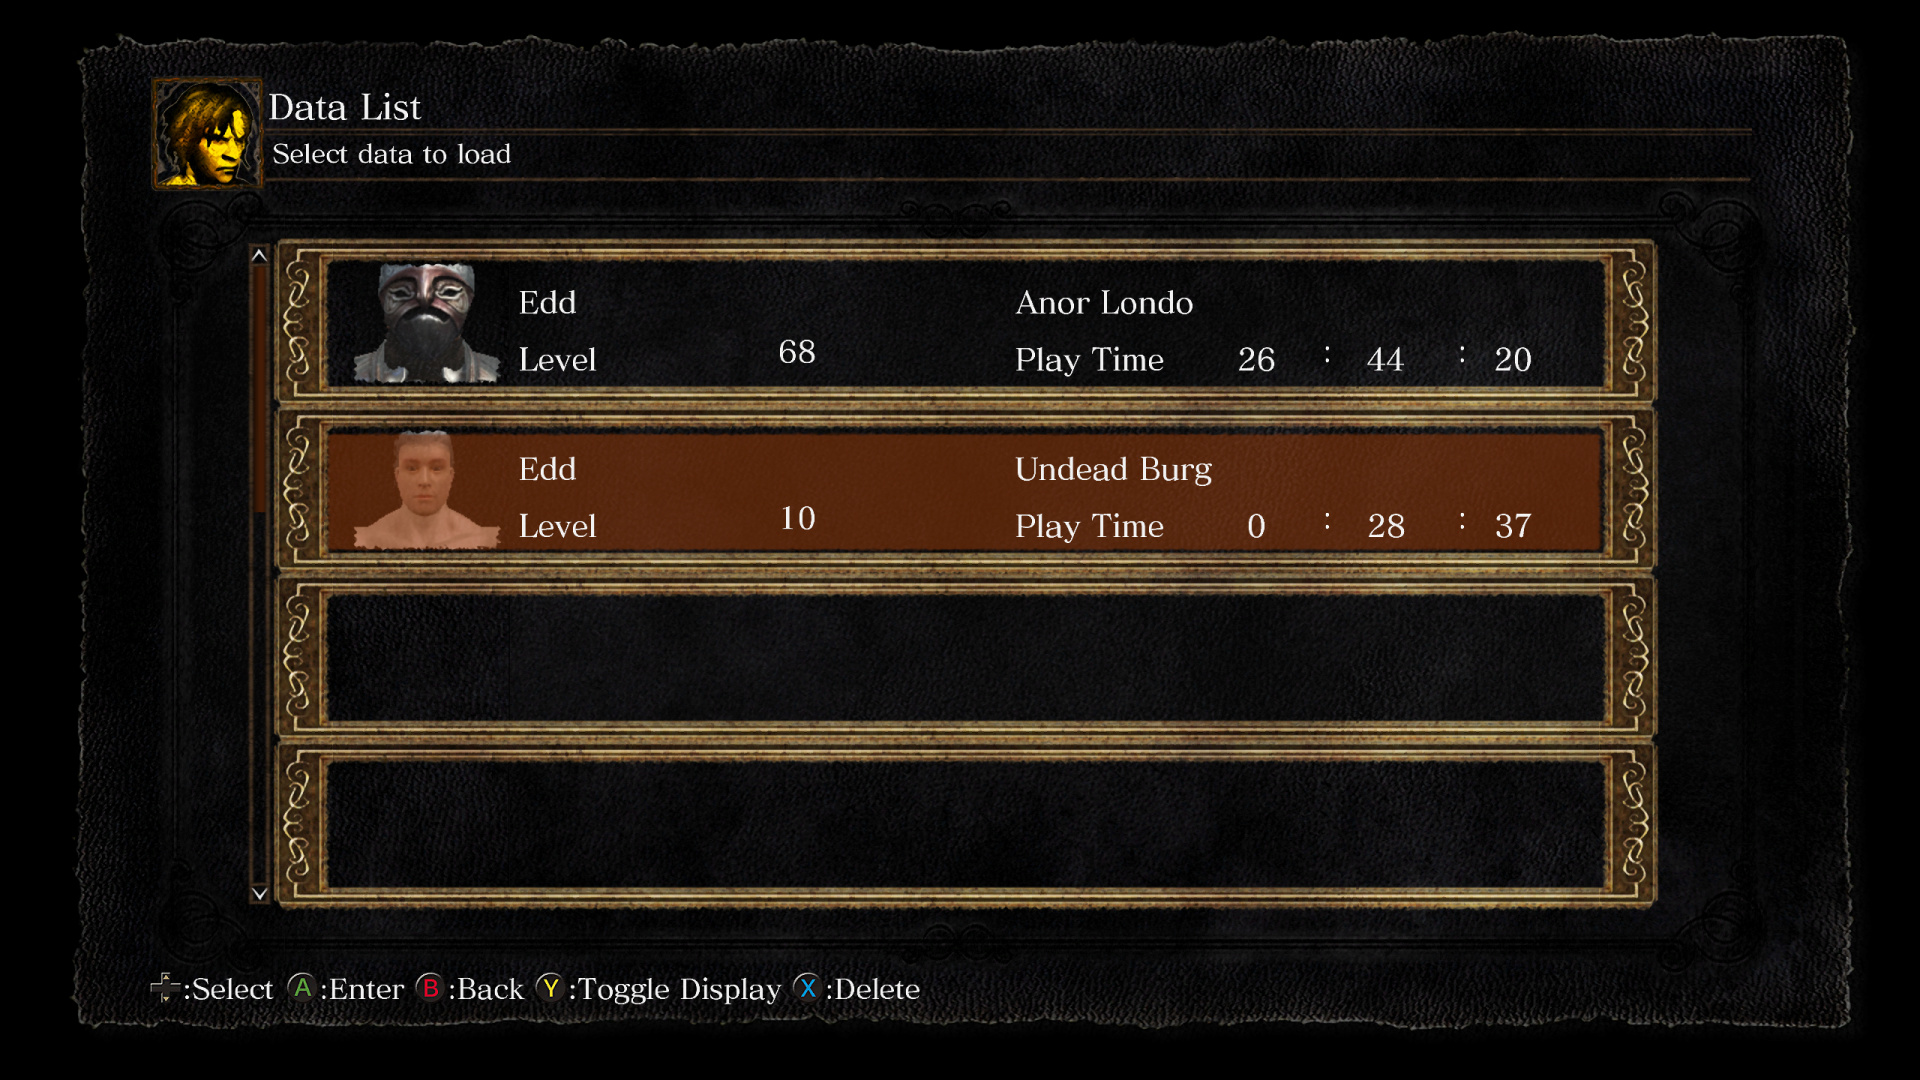 Data List
Select data to load
Edd Anor Londo
Level 68 Play Time 26 : 44 : 20
Edd Undead Burg
Level 10 Play Time 0 : 28 : 37
:Select A :Enter B :Back Y :Toggle Display X :Delete